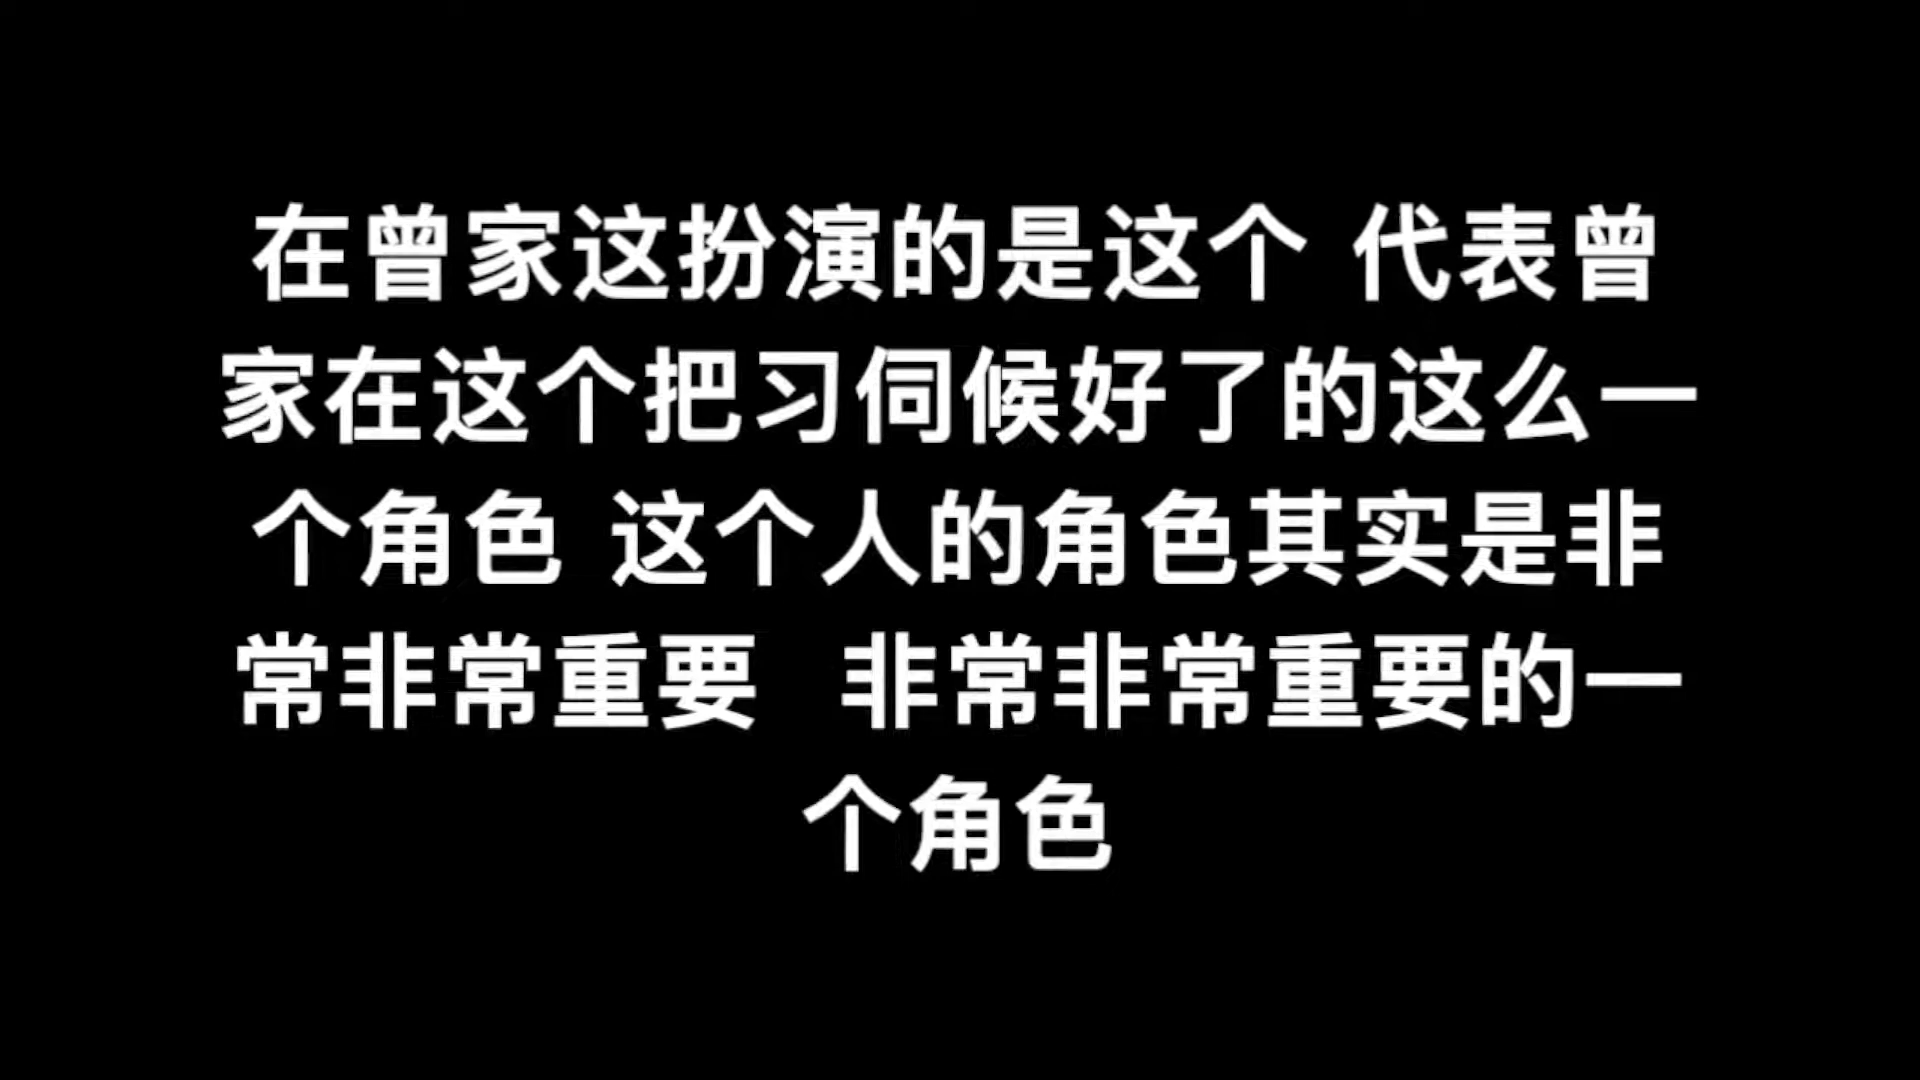 在曾家这扮演的是这个 代表曾
家在这个把习伺候好了的这么一
个角色 这个人的角色其实是非
常非常重要 非常非常重要的一
个角色